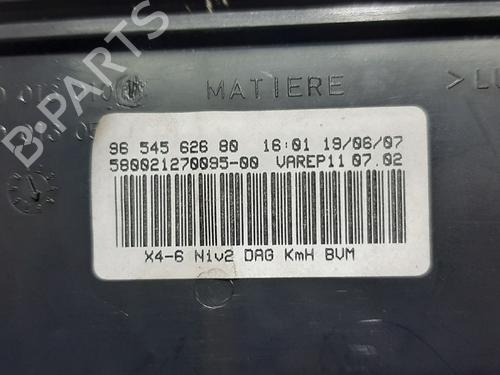 MATIERE
96 545 626 80 16:01 19/06/07
580021270095-00 VAREP11 07.02
X4-6 Niv2 DAG KmH BVM
B-PARTS